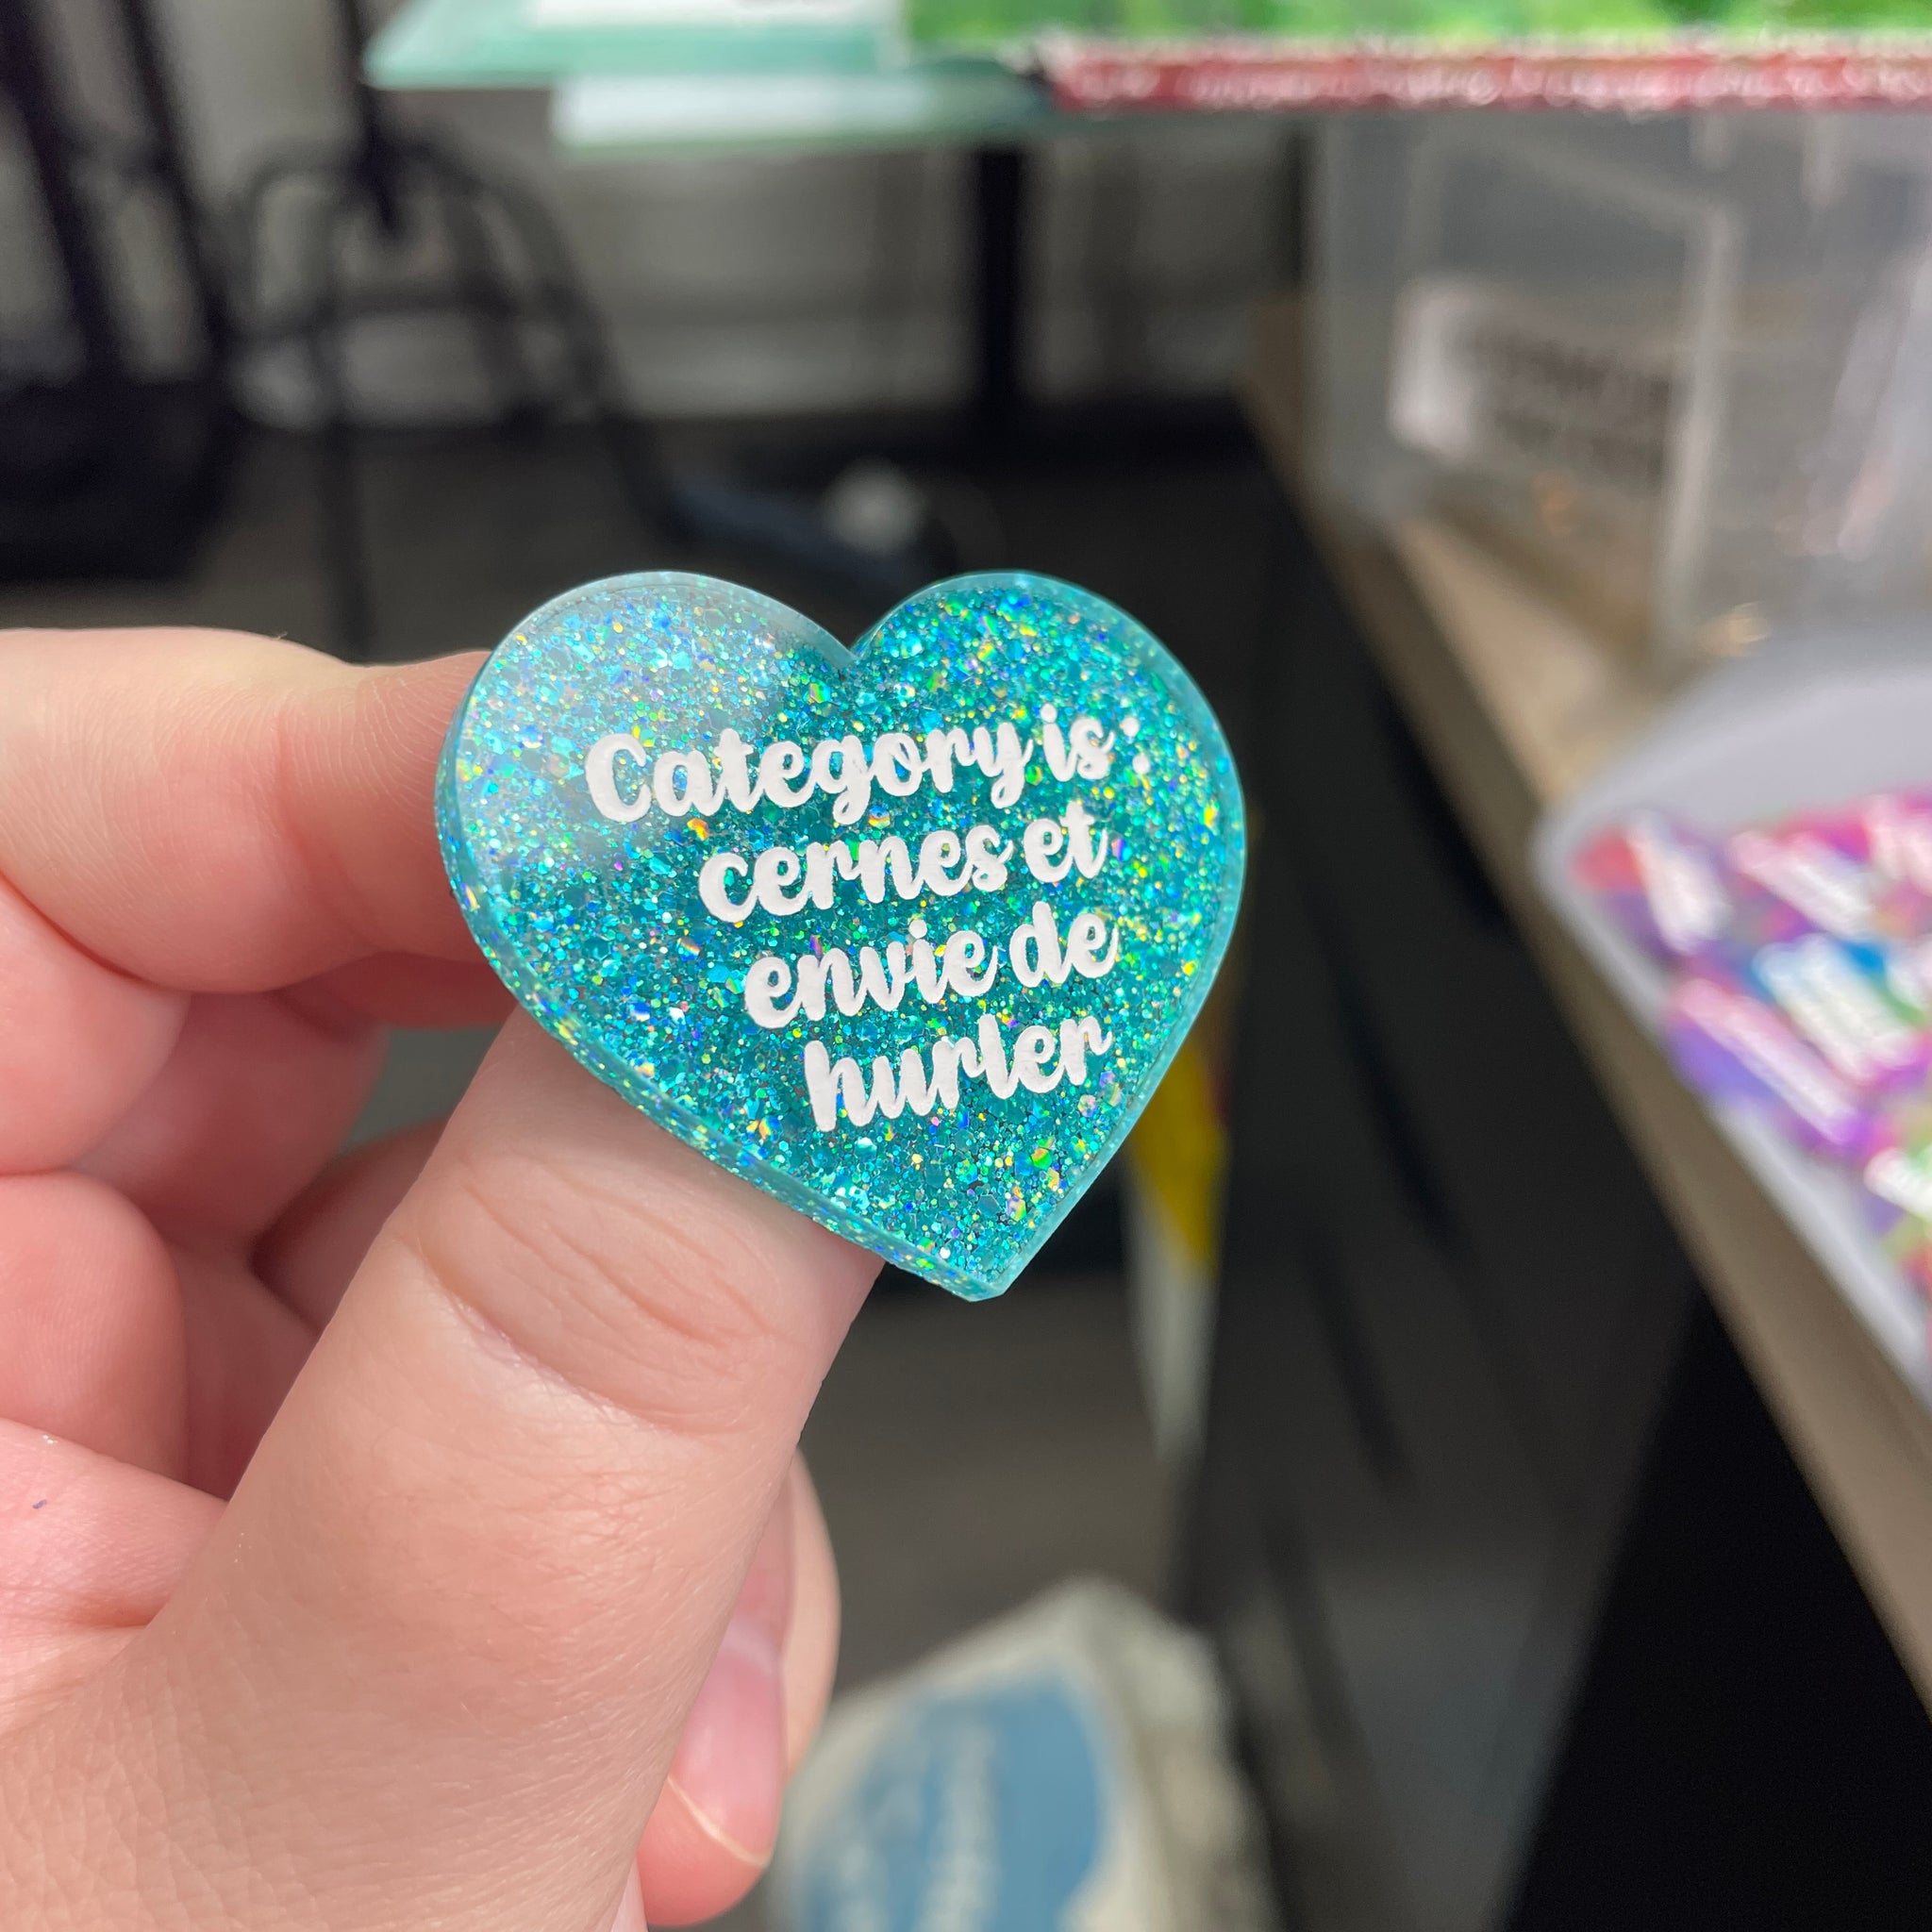 Category is :
cernes et
envie de
hurler